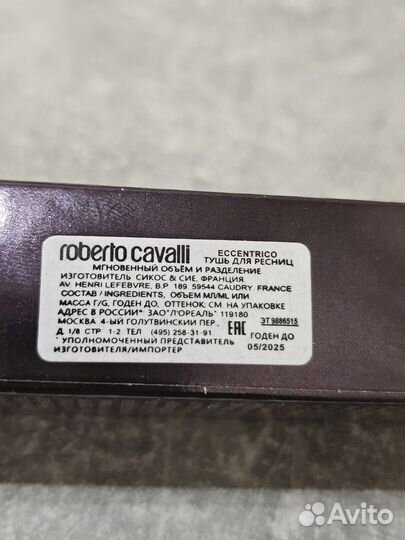 roberto cavalli ECCENTRICO
ТУШЬ ДЛЯ РЕСНИЦ
МГНОВЕННЫЙ ОБЪЁМ И РАЗДЕЛЕНИЕ
ИЗГОТОВИТЕЛЬ СИКОС & СИЕ, ФРАНЦИЯ
AV. HENRI LEFEBVRE, B.P 189 59544 CAUDRY FRANCE
СОСТАВ / INGREDIENTS, ОБЪЕМ МЛ/ML ИЛИ
МАССА Г/G, ГОДЕН ДО, ОТТЕНОК: СМ. НА УПАКОВКЕ
АДРЕС В РОССИИ* ЗАО "Л'ОРЕАЛЬ" 119180
МОСКВА 4-ЫЙ ГОЛУТВИНСКИЙ ПЕР., EAC ЭТ 9886515
Д. 1/8 СТР 1-2 ТЕЛ (495) 258-31-91 ГОДЕН ДО
*УПОЛНОМОЧЕННЫЙ ПРЕДСТАВИТЕЛЬ 05/2025
ИЗГОТОВИТЕЛЯ/ИМПОРТЕР
Avito